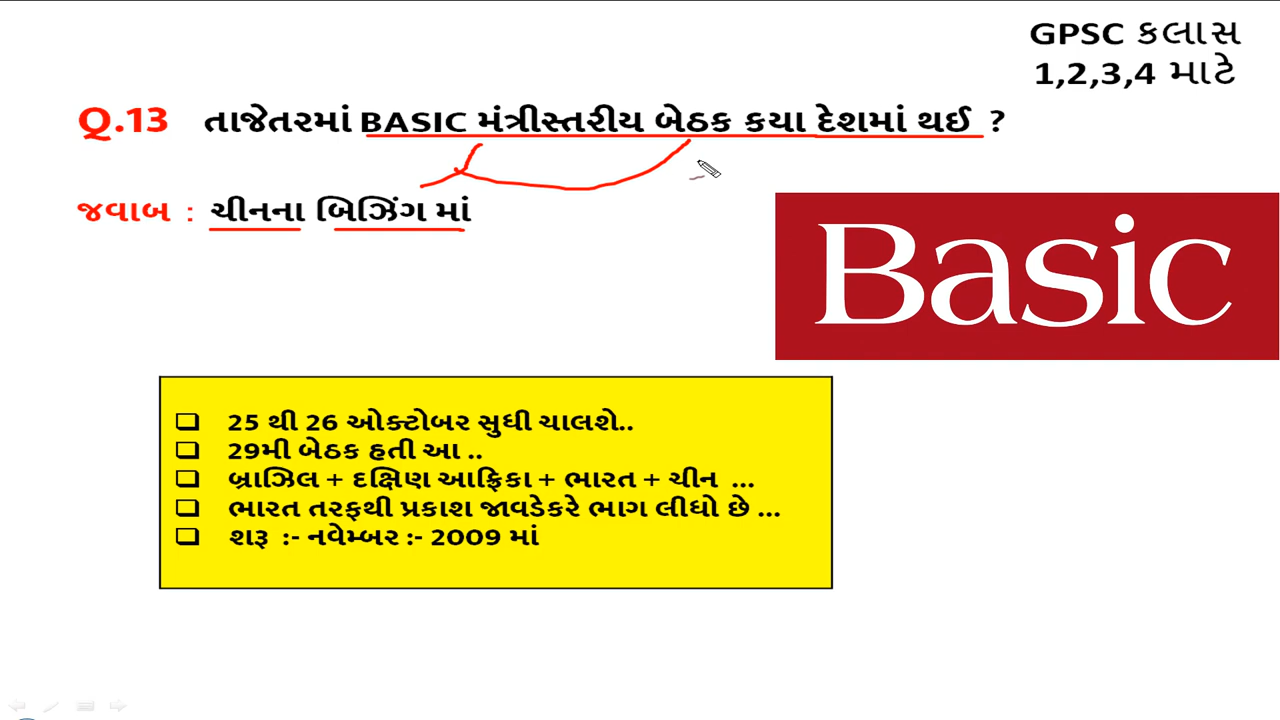 GPSC કલાસ
1,2,3,4 માટે
Q.13 તાજેતરમાં BASIC મંત્રીસ્તરીય બેઠક કયા દેશમાં થઈ ?
જવાબ : ચીનના બિઝિંગ માં
Basic
25 થી 26 ઓક્ટોબર સુધી ચાલશે..
29મી બેઠક હતી આ ..
બ્રાઝિલ + દક્ષિણ આફ્રિકા + ભારત + ચીન ...
ભારત તરફથી પ્રકાશ જાવડેકરે ભાગ લીધો છે ...
શરૂ :- નવેમ્બર :- 2009 માં